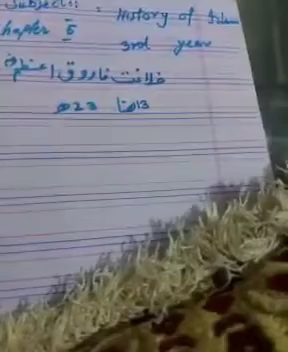 Subject:: History of Islam
Chapter 5
3rd year
خلافت فاروق اعظمؓ
13ھ تا 23ھ